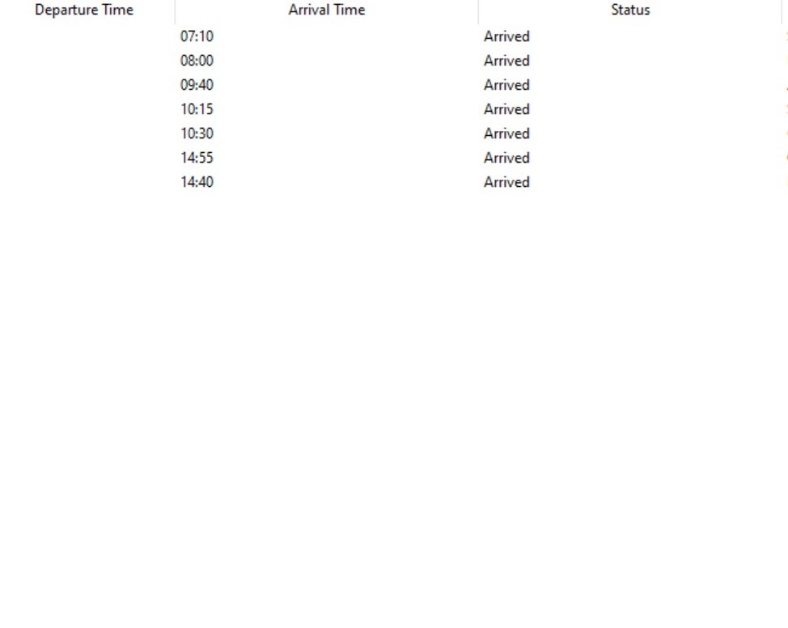 Departure Time Arrival Time Status
07:10 Arrived
08:00 Arrived
09:40 Arrived
10:15 Arrived
10:30 Arrived
14:55 Arrived
14:40 Arrived